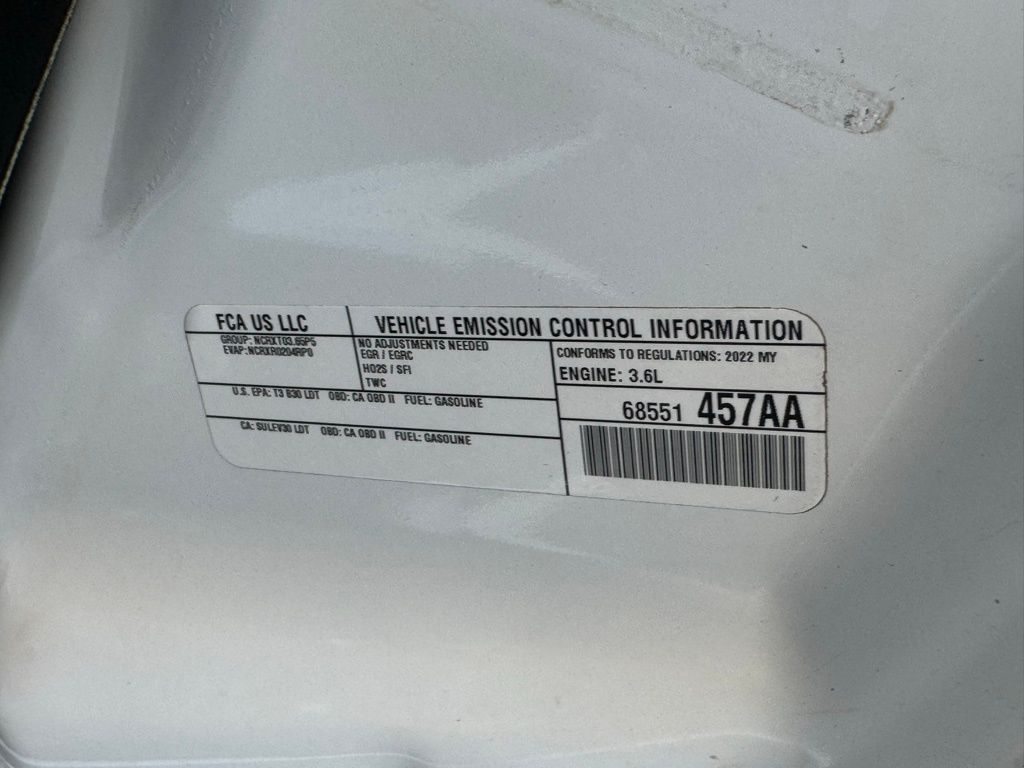 FCA US LLC
VEHICLE EMISSION CONTROL INFORMATION
GROUP: NCRXT03.65P5
EVAP: NCRXR0204RP0
NO ADJUSTMENTS NEEDED
EGR / EGRC
HO2S / SFI
TWC
CONFORMS TO REGULATIONS: 2022 MY
ENGINE: 3.6L
U.S. EPA: T3 B30 LDT OBD: CA OBD II FUEL: GASOLINE
CA: SULEV30 LDT OBD: CA OBD II FUEL: GASOLINE
68551 457AA